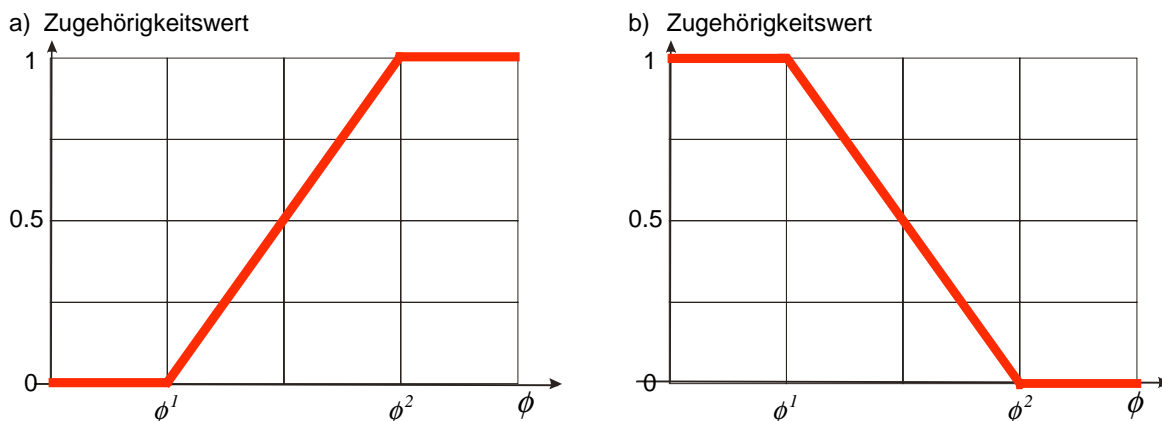 a) Zugehörigkeitswert
1
0.5
0
ϕ¹ ϕ² ϕ
b) Zugehörigkeitswert
1
0.5
0
ϕ¹ ϕ² ϕ